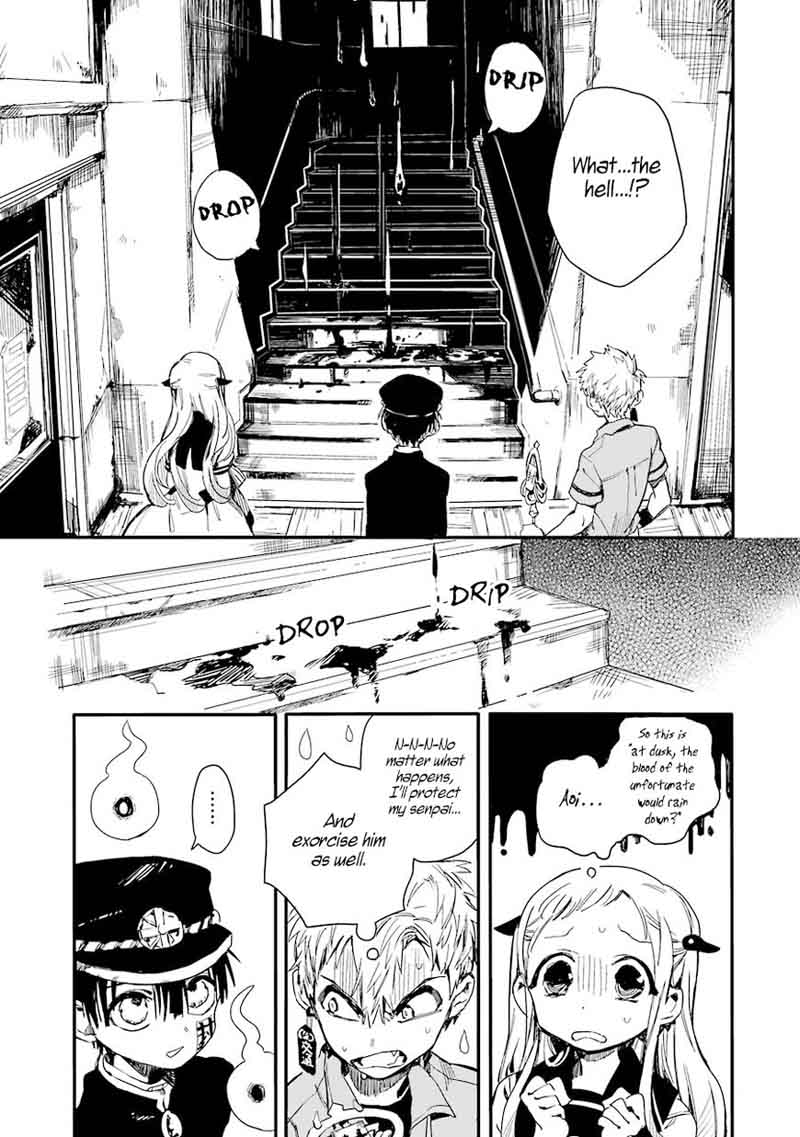 What...the
hell...!?
DRIP
DROP
DRIP
DROP
So this is
"at dusk, the
blood of the
unfortunate
would rain
down?"
Aoi...
N-N-N-No
matter what
happens,
I'll protect
my senpai...
And
exorcise him
as well.
......